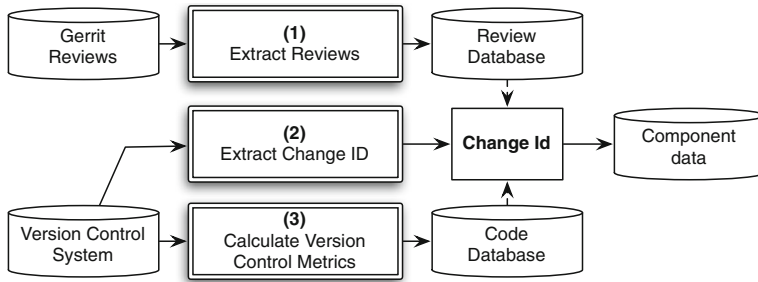 Gerrit
Reviews
(1)
Extract Reviews
Review
Database
(2)
Extract Change ID
Change Id
Component
data
Version Control
System
(3)
Calculate Version
Control Metrics
Code
Database